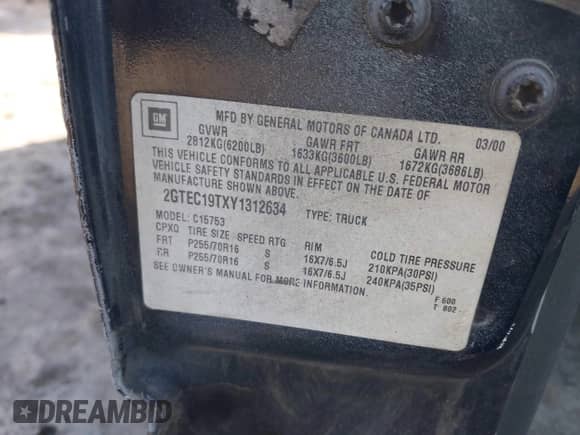 GM
MFD BY GENERAL MOTORS OF CANADA LTD. 03/00
GVWR GAWR FRT GAWR RR
2812KG(6200LB) 1633KG(3600LB) 1672KG(3686LB)
THIS VEHICLE CONFORMS TO ALL APPLICABLE U.S. FEDERAL MOTOR
VEHICLE SAFETY STANDARDS IN EFFECT ON THE DATE OF
MANUFACTURE SHOWN ABOVE.
2GTEC19TXY1312634 TYPE: TRUCK
MODEL: C15753
CPXQ TIRE SIZE SPEED RTG RIM COLD TIRE PRESSURE
FRT P255/70R16 S 16X7/6.5J 210KPA(30PSI)
RR P255/70R16 S 16X7/6.5J 240KPA(35PSI)
SEE OWNER'S MANUAL FOR MORE INFORMATION.
F 600
T 802
DREAMBID